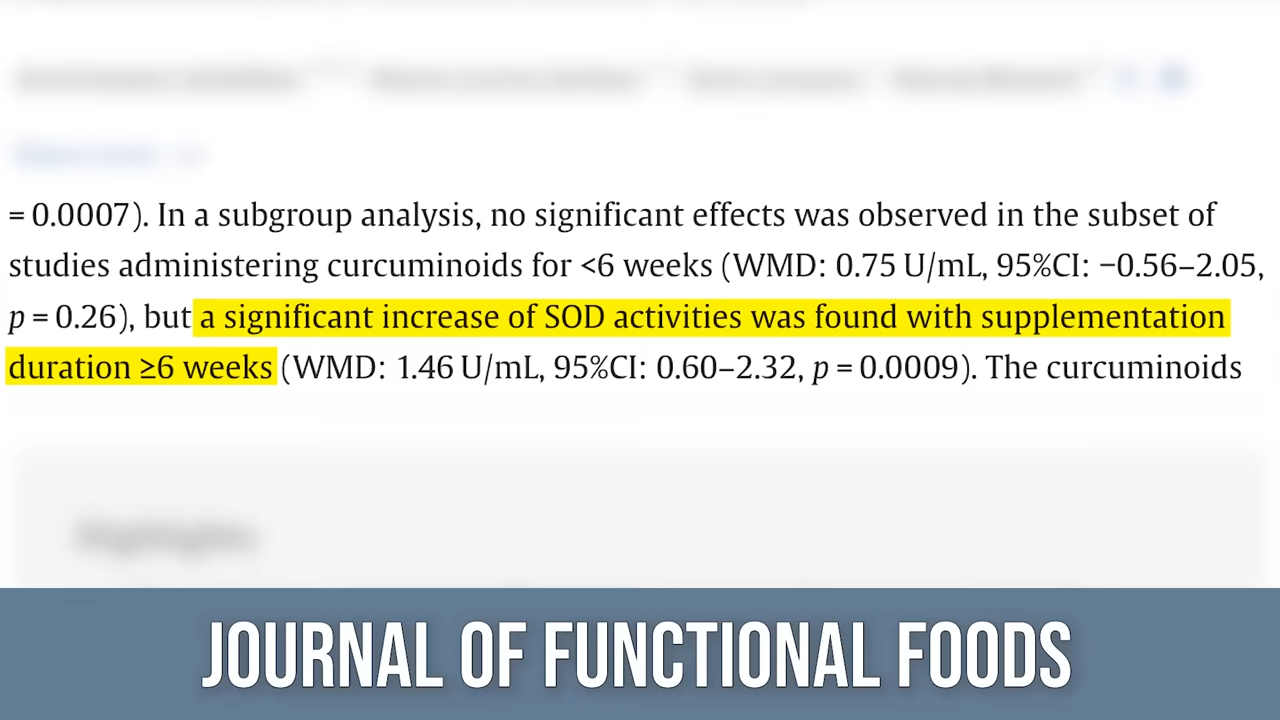 = 0.0007). In a subgroup analysis, no significant effects was observed in the subset of
studies administering curcuminoids for <6 weeks (WMD: 0.75 U/mL, 95%CI: −0.56–2.05,
p = 0.26), but a significant increase of SOD activities was found with supplementation
duration ≥6 weeks (WMD: 1.46 U/mL, 95%CI: 0.60–2.32, p = 0.0009). The curcuminoids
Highlights
JOURNAL OF FUNCTIONAL FOODS